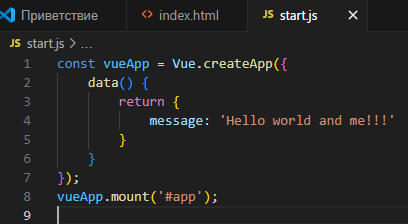 Приветствие index.html JS start.js
JS start.js > ...
1 const vueApp = Vue.createApp({
2     data() {
3         return {
4             message: 'Hello world and me!!!'
5         }
6     }
7 });
8 vueApp.mount('#app');
9